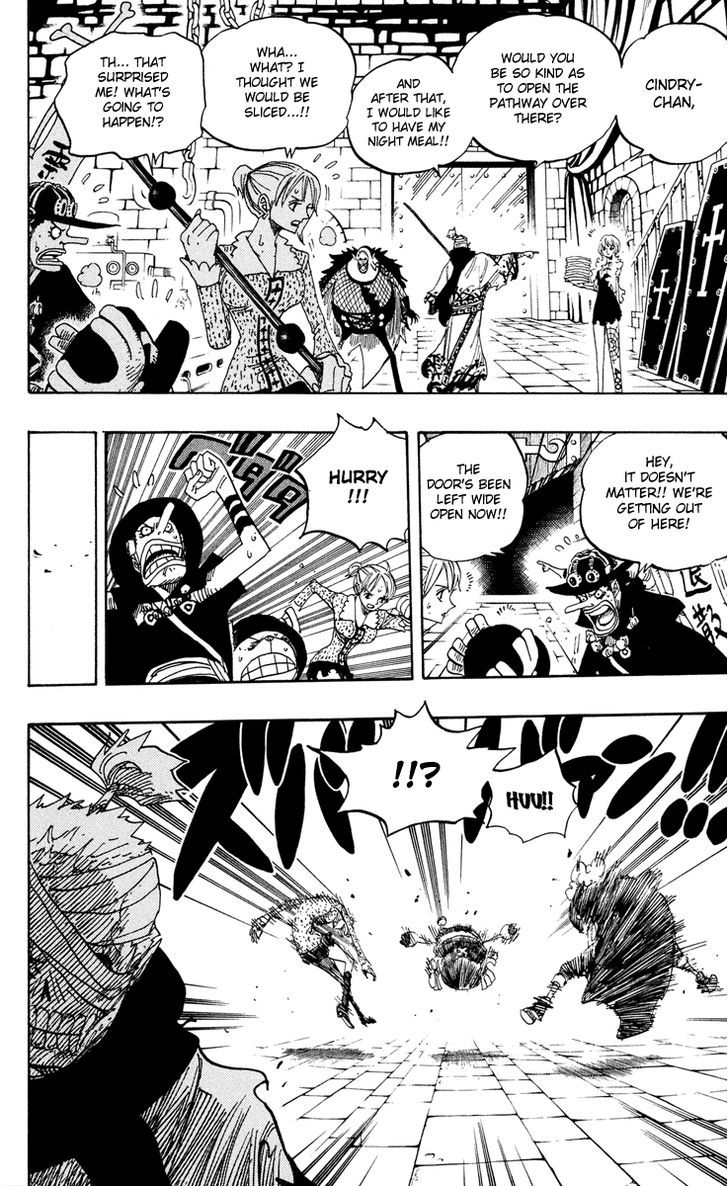 CINDRY-
CHAN,
WOULD YOU
BE SO KIND AS
TO OPEN THE
PATHWAY OVER
THERE?
AND
AFTER THAT,
I WOULD LIKE
TO HAVE MY
NIGHT MEAL!!
WHA...
WHAT? I
THOUGHT WE
WOULD BE
SLICED...!!
TH... THAT
SURPRISED
ME! WHAT'S
GOING TO
HAPPEN!?
HEY,
IT DOESN'T
MATTER!! WE'RE
GETTING OUT
OF HERE!
THE
DOOR'S BEEN
LEFT WIDE
OPEN NOW!!
HURRY
!!!
HUU!!
!!?